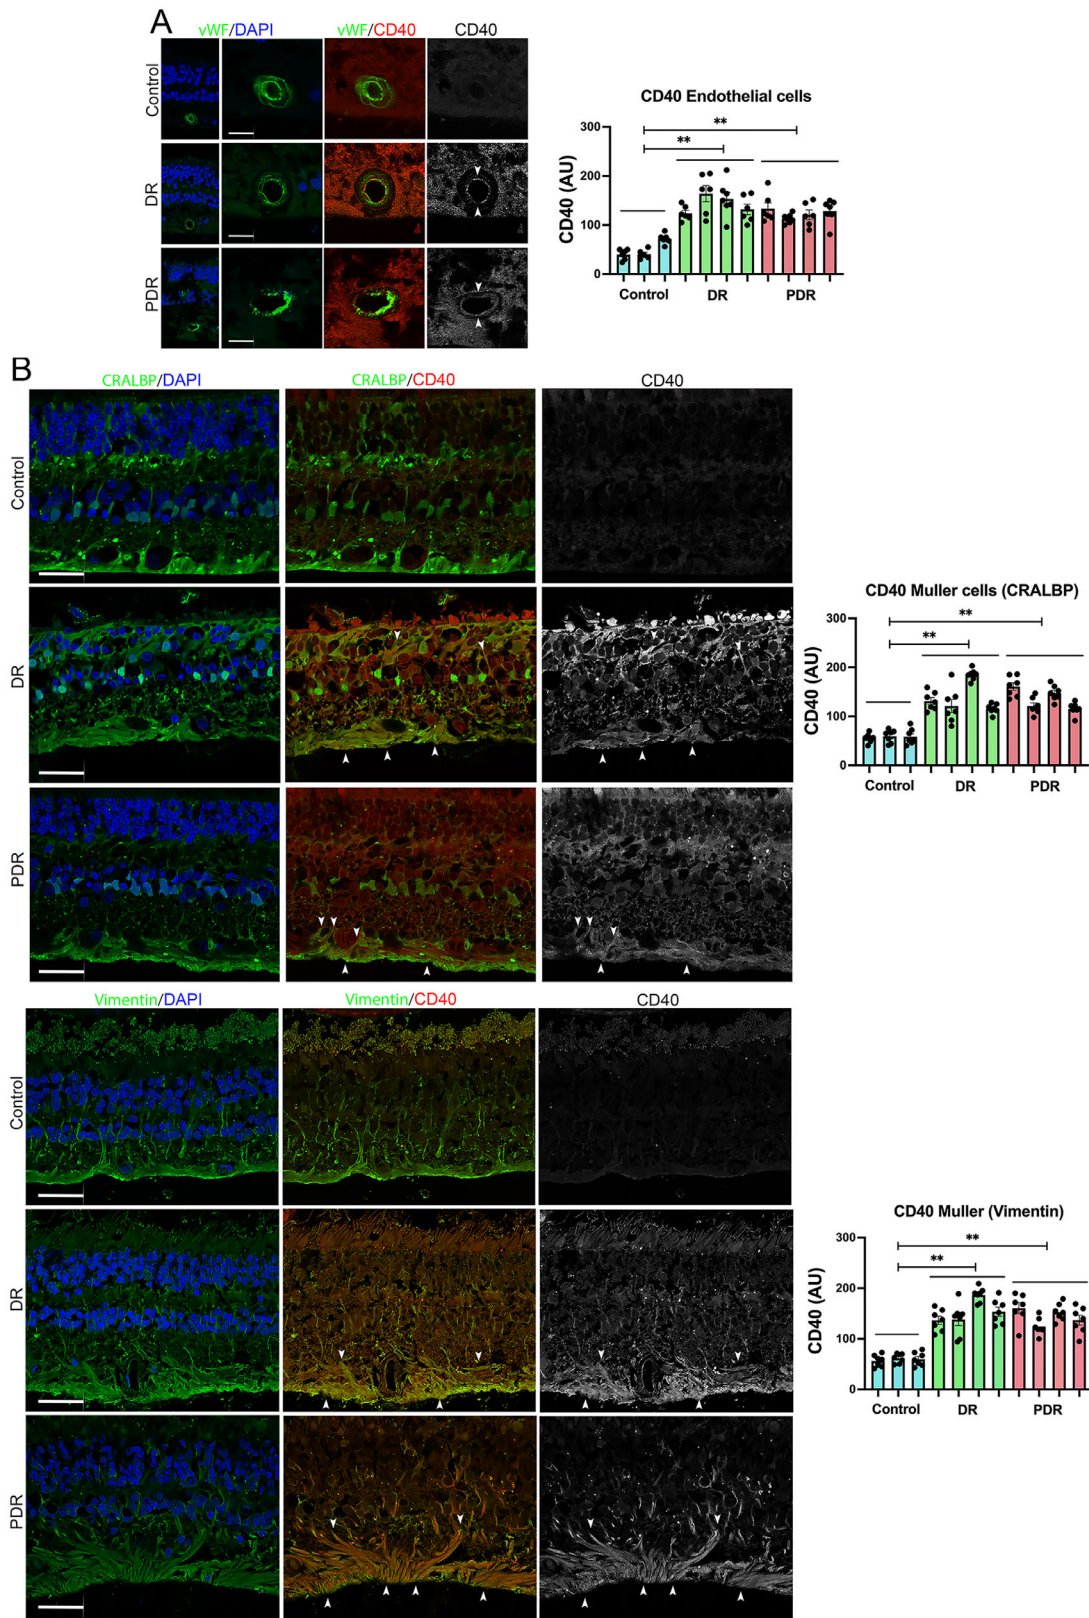 A
vWF/DAPI vWF/CD40 CD40
Control
DR
PDR
CD40 Endothelial cells
CD40 (AU)
300
200
100
0
** **
Control DR PDR
B
CRALBP/DAPI CRALBP/CD40 CD40
Control
DR
PDR
CD40 Muller cells (CRALBP)
CD40 (AU)
300
200
100
0
** **
Control DR PDR
Vimentin/DAPI Vimentin/CD40 CD40
Control
DR
PDR
CD40 Muller (Vimentin)
CD40 (AU)
300
200
100
0
** **
Control DR PDR